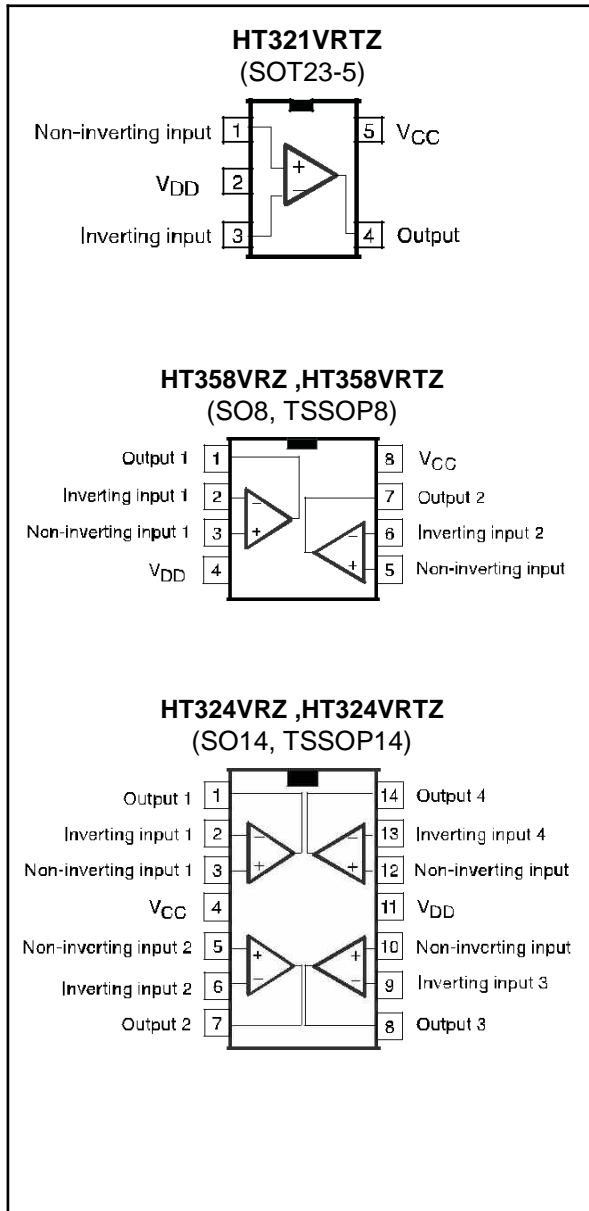 HT321VRTZ
(SOT23-5)
Non-inverting input 1 5 VCC
VDD 2
+
−
Inverting input 3 4 Output
HT358VRZ ,HT358VRTZ
(SO8, TSSOP8)
Output 1 1 8 VCC
Inverting input 1 2 − 7 Output 2
Non-inverting input 1 3 + − 6 Inverting input 2
VDD 4 + 5 Non-inverting input
HT324VRZ ,HT324VRTZ
(SO14, TSSOP14)
Output 1 1 14 Output 4
Inverting input 1 2 − − 13 Inverting input 4
Non-inverting input 1 3 + + 12 Non-inverting input
VCC 4 11 VDD
Non-inverting input 2 5 + + 10 Non-inverting input
Inverting input 2 6 − − 9 Inverting input 3
Output 2 7 8 Output 3